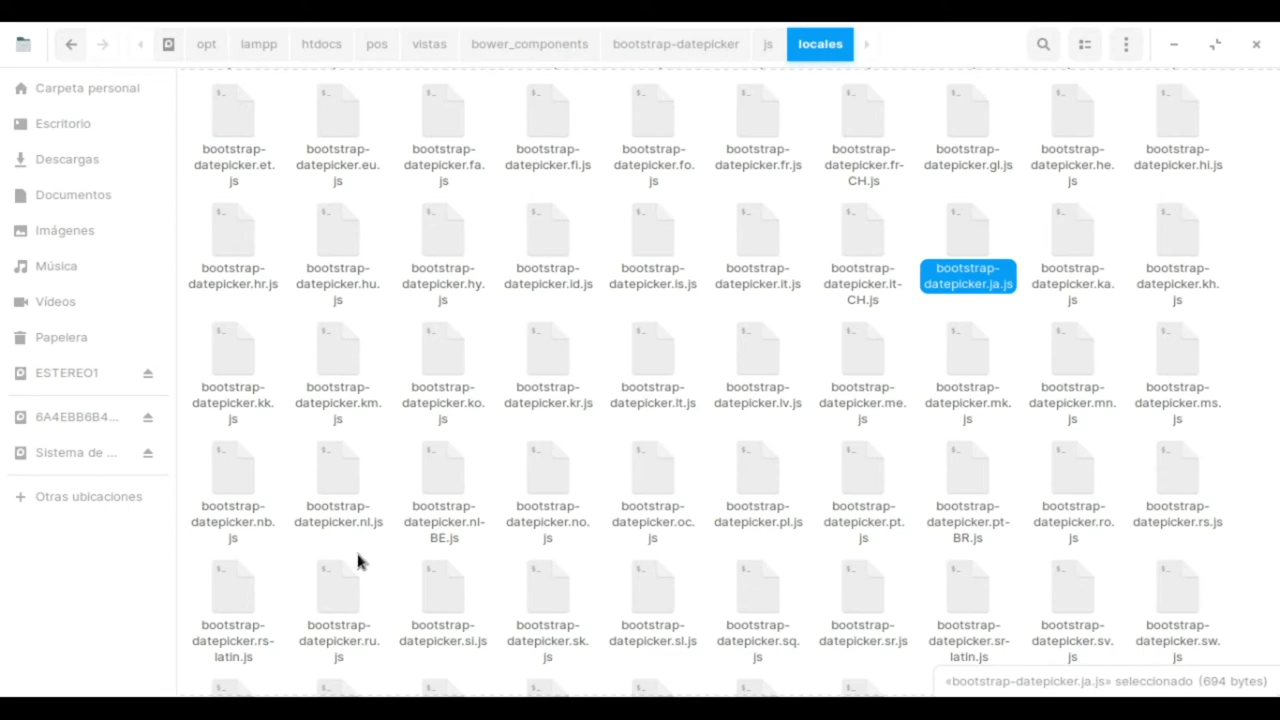 opt lampp htdocs pos vistas bower_components bootstrap-datepicker js locales
Carpeta personal
Escritorio
Descargas
Documentos
Imágenes
Música
Vídeos
Papelera
ESTEREO1
6A4EBB6B4...
Sistema de ...
Otras ubicaciones
bootstrap-datepicker.et.js
bootstrap-datepicker.eu.js
bootstrap-datepicker.fa.js
bootstrap-datepicker.fi.js
bootstrap-datepicker.fo.js
bootstrap-datepicker.fr.js
bootstrap-datepicker.fr-CH.js
bootstrap-datepicker.gl.js
bootstrap-datepicker.he.js
bootstrap-datepicker.hi.js
bootstrap-datepicker.hr.js
bootstrap-datepicker.hu.js
bootstrap-datepicker.hy.js
bootstrap-datepicker.id.js
bootstrap-datepicker.is.js
bootstrap-datepicker.it.js
bootstrap-datepicker.it-CH.js
bootstrap-datepicker.ja.js
bootstrap-datepicker.ka.js
bootstrap-datepicker.kh.js
bootstrap-datepicker.kk.js
bootstrap-datepicker.km.js
bootstrap-datepicker.ko.js
bootstrap-datepicker.kr.js
bootstrap-datepicker.lt.js
bootstrap-datepicker.lv.js
bootstrap-datepicker.me.js
bootstrap-datepicker.mk.js
bootstrap-datepicker.mn.js
bootstrap-datepicker.ms.js
bootstrap-datepicker.nb.js
bootstrap-datepicker.nl.js
bootstrap-datepicker.nl-BE.js
bootstrap-datepicker.no.js
bootstrap-datepicker.oc.js
bootstrap-datepicker.pl.js
bootstrap-datepicker.pt.js
bootstrap-datepicker.pt-BR.js
bootstrap-datepicker.ro.js
bootstrap-datepicker.rs.js
bootstrap-datepicker.rs-latin.js
bootstrap-datepicker.ru.js
bootstrap-datepicker.si.js
bootstrap-datepicker.sk.js
bootstrap-datepicker.sl.js
bootstrap-datepicker.sq.js
bootstrap-datepicker.sr.js
bootstrap-datepicker.sr-latin.js
bootstrap-datepicker.sv.js
bootstrap-datepicker.sw.js
«bootstrap-datepicker.ja.js» seleccionado (694 bytes)